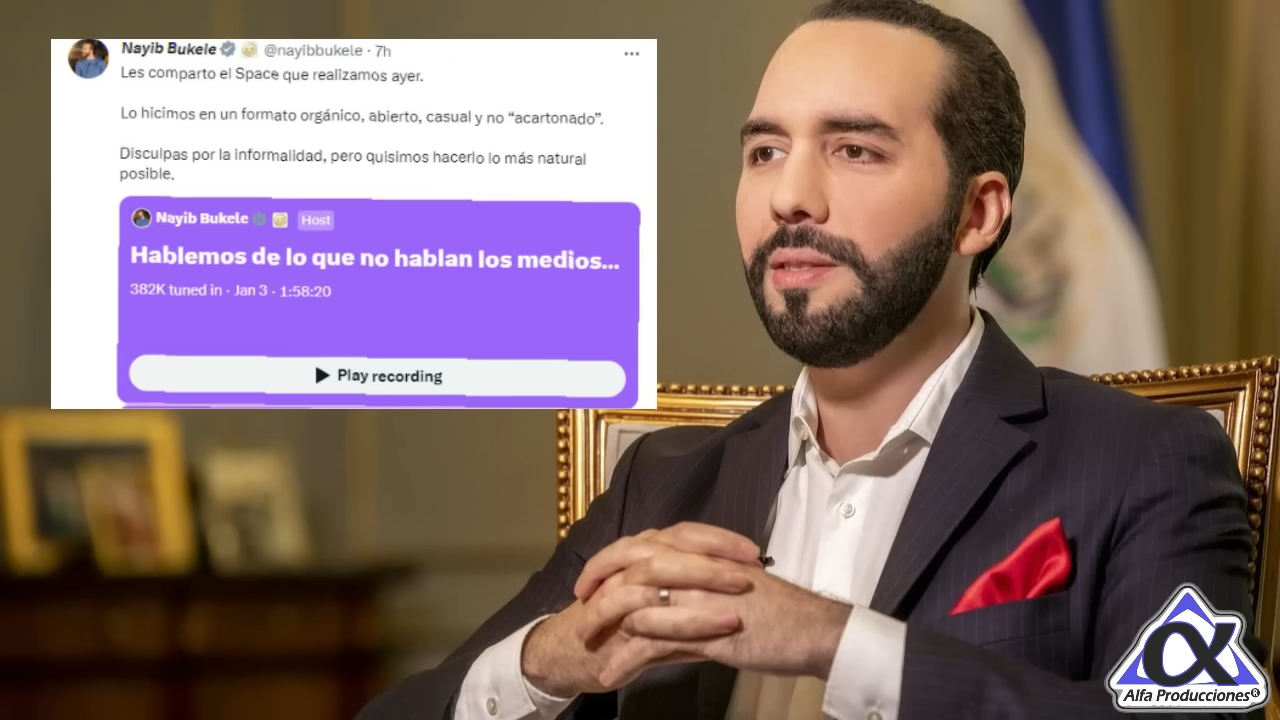 Nayib Bukele @nayibbukele · 7h
Les comparto el Space que realizamos ayer.
Lo hicimos en un formato orgánico, abierto, casual y no “acartonado”.
Disculpas por la informalidad, pero quisimos hacerlo lo más natural
posible.
Nayib Bukele Host
Hablemos de lo que no hablan los medios...
382K tuned in · Jan 3 · 1:58:20
Play recording
α
Alfa Producciones®